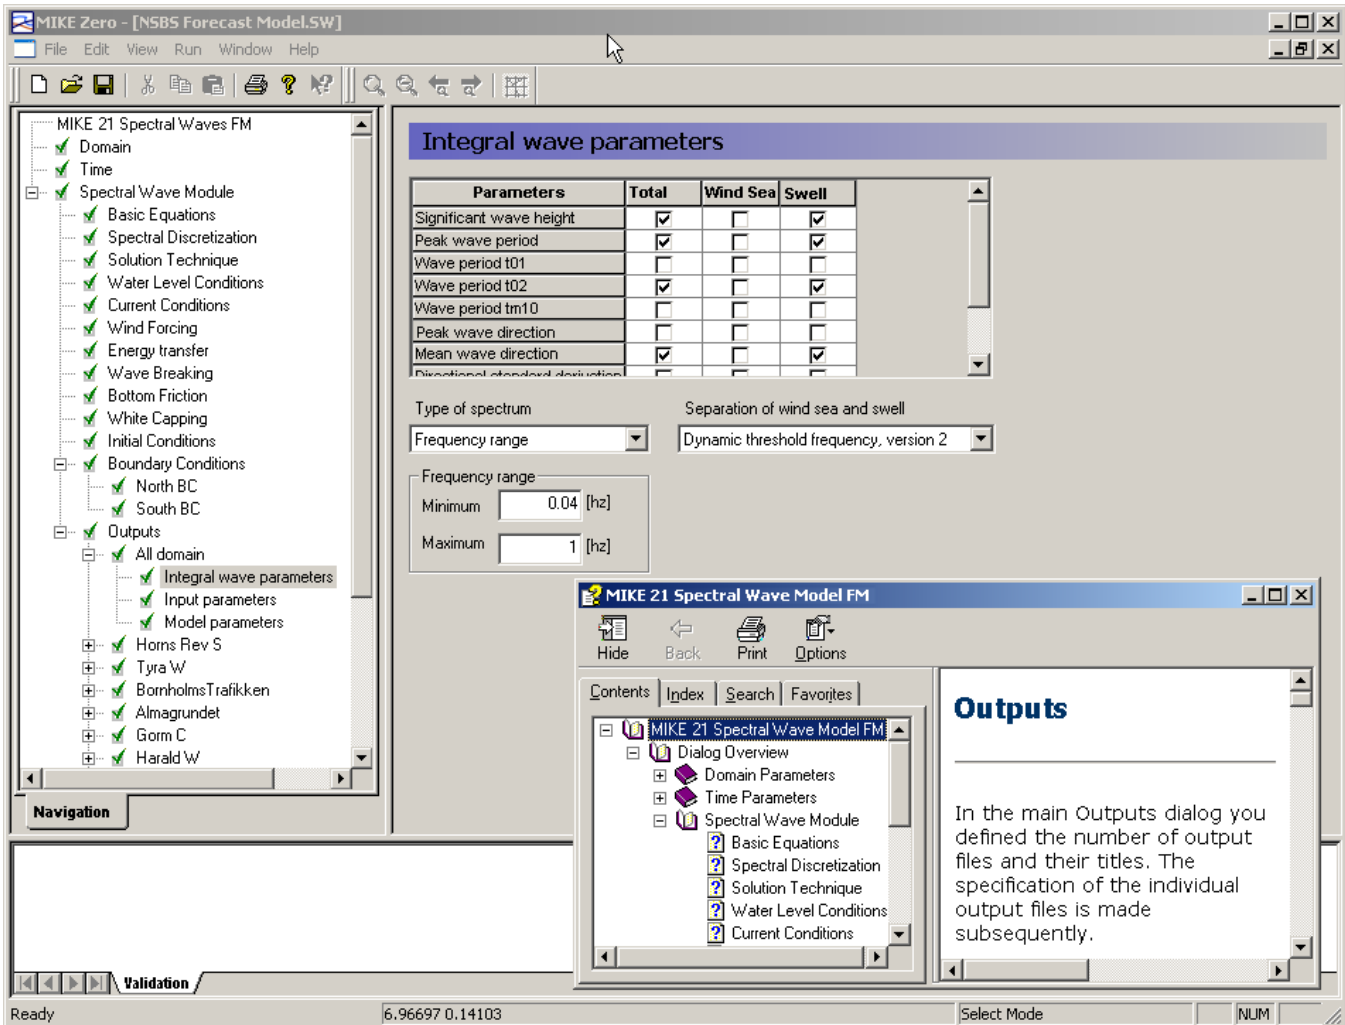 MIKE Zero - [NSBS Forecast Model.SW]
File Edit View Run Window Help
MIKE 21 Spectral Waves FM
Domain
Time
Spectral Wave Module
Basic Equations
Spectral Discretization
Solution Technique
Water Level Conditions
Current Conditions
Wind Forcing
Energy transfer
Wave Breaking
Bottom Friction
White Capping
Initial Conditions
Boundary Conditions
North BC
South BC
Outputs
All domain
Integral wave parameters
Input parameters
Model parameters
Horns Rev S
Tyra W
BornholmsTrafikken
Almagrundet
Gorm C
Harald W
Navigation
Integral wave parameters
Parameters Total Wind Sea Swell
Significant wave height
Peak wave period
Wave period t01
Wave period t02
Wave period tm10
Peak wave direction
Mean wave direction
Directional standard derivation
Type of spectrum Separation of wind sea and swell
Frequency range Dynamic threshold frequency, version 2
Frequency range
Minimum 0.04 [hz]
Maximum 1 [hz]
MIKE 21 Spectral Wave Model FM
Hide Back Print Options
Contents Index Search Favorites
MIKE 21 Spectral Wave Model FM
Dialog Overview
Domain Parameters
Time Parameters
Spectral Wave Module
Basic Equations
Spectral Discretization
Solution Technique
Water Level Conditions
Current Conditions
Outputs
In the main Outputs dialog you
defined the number of output
files and their titles. The
specification of the individual
output files is made
subsequently.
Validation
Ready 6.96697 0.14103 Select Mode NUM